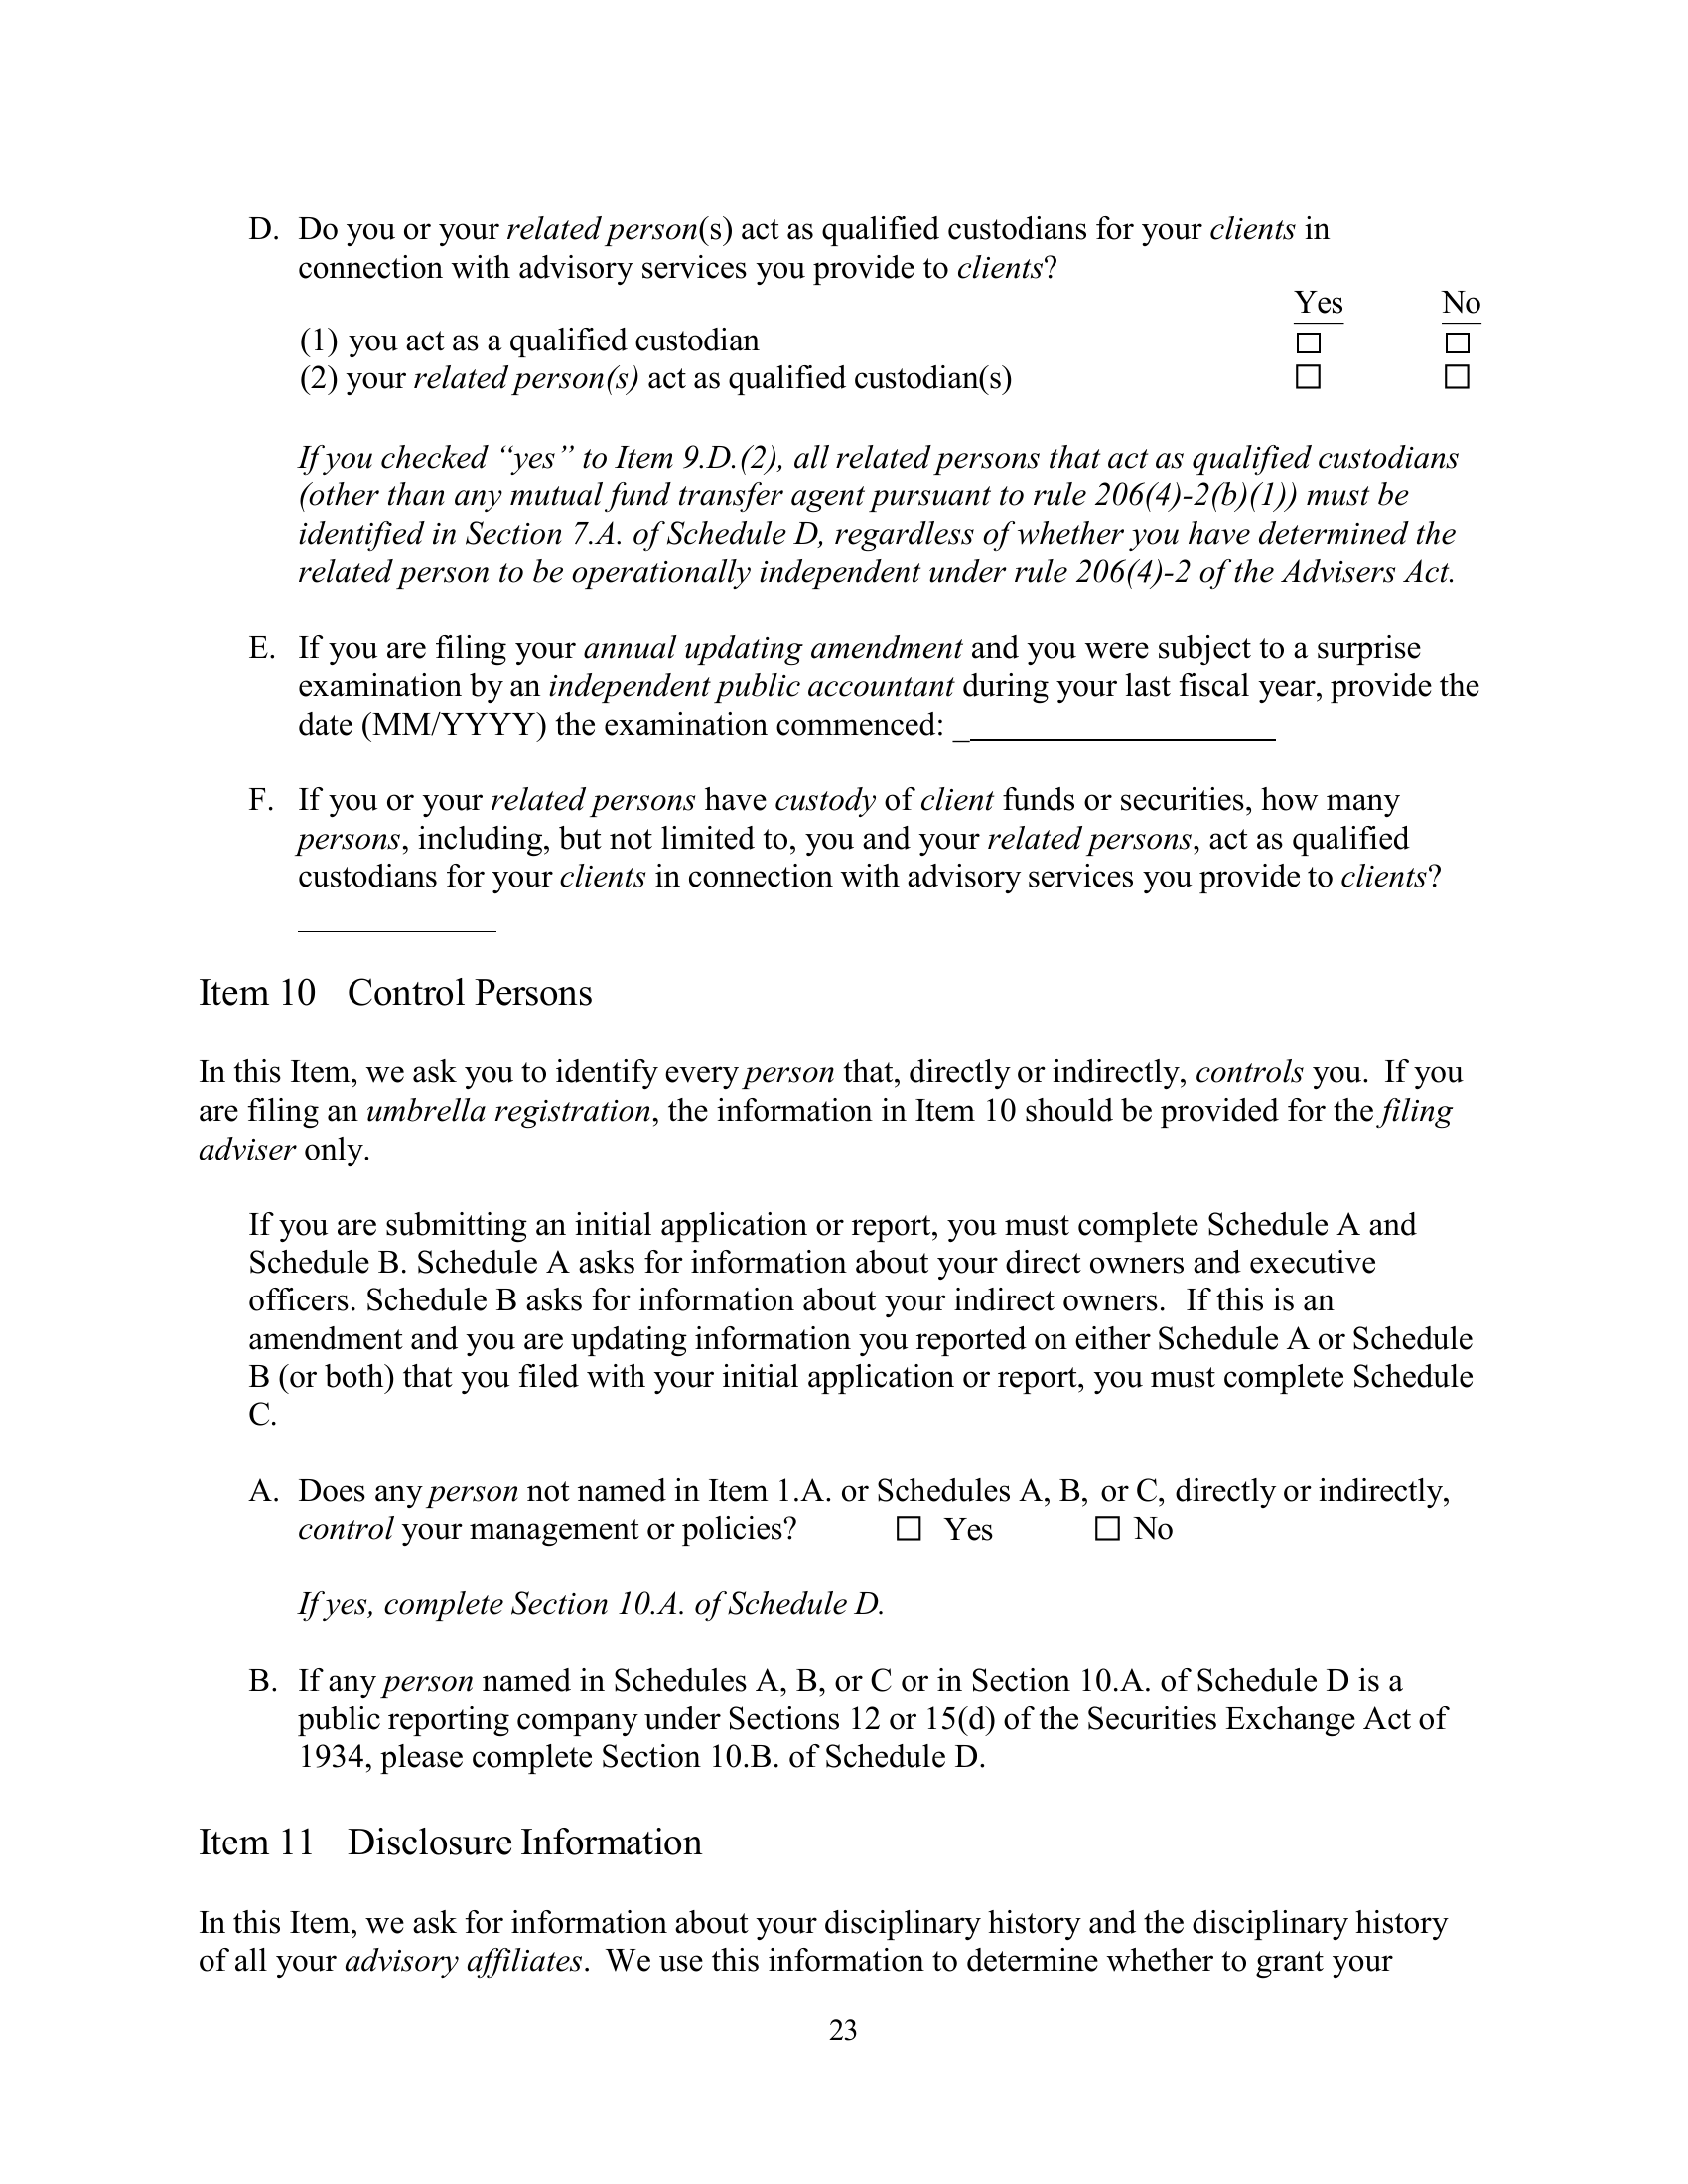 D. Do you or your related person(s) act as qualified custodians for your clients in
connection with advisory services you provide to clients?
Yes No
(1) you act as a qualified custodian ☐ ☐
(2) your related person(s) act as qualified custodian(s) ☐ ☐
If you checked “yes” to Item 9.D.(2), all related persons that act as qualified custodians
(other than any mutual fund transfer agent pursuant to rule 206(4)-2(b)(1)) must be
identified in Section 7.A. of Schedule D, regardless of whether you have determined the
related person to be operationally independent under rule 206(4)-2 of the Advisers Act.
E. If you are filing your annual updating amendment and you were subject to a surprise
examination by an independent public accountant during your last fiscal year, provide the
date (MM/YYYY) the examination commenced: ____________________
F. If you or your related persons have custody of client funds or securities, how many
persons, including, but not limited to, you and your related persons, act as qualified
custodians for your clients in connection with advisory services you provide to clients?
____________
Item 10 Control Persons
In this Item, we ask you to identify every person that, directly or indirectly, controls you. If you
are filing an umbrella registration, the information in Item 10 should be provided for the filing
adviser only.
If you are submitting an initial application or report, you must complete Schedule A and
Schedule B. Schedule A asks for information about your direct owners and executive
officers. Schedule B asks for information about your indirect owners. If this is an
amendment and you are updating information you reported on either Schedule A or Schedule
B (or both) that you filed with your initial application or report, you must complete Schedule
C.
A. Does any person not named in Item 1.A. or Schedules A, B, or C, directly or indirectly,
control your management or policies? ☐ Yes ☐ No
If yes, complete Section 10.A. of Schedule D.
B. If any person named in Schedules A, B, or C or in Section 10.A. of Schedule D is a
public reporting company under Sections 12 or 15(d) of the Securities Exchange Act of
1934, please complete Section 10.B. of Schedule D.
Item 11 Disclosure Information
In this Item, we ask for information about your disciplinary history and the disciplinary history
of all your advisory affiliates. We use this information to determine whether to grant your
23